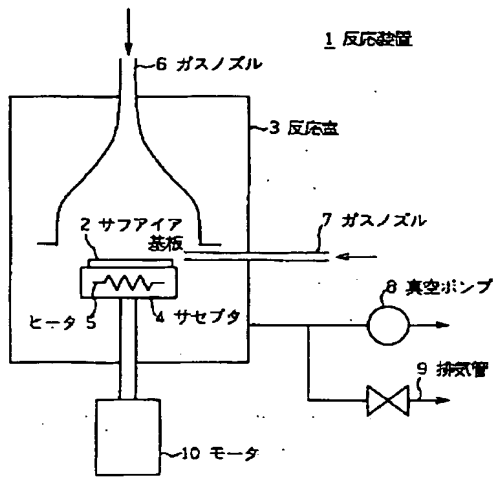 1 反応装置
6 ガスノズル
3 反応室
7 ガスノズル
2 サファイア
基板
8 真空ポンプ
ヒータ 5
4 サセプタ
9 排気管
10 モータ